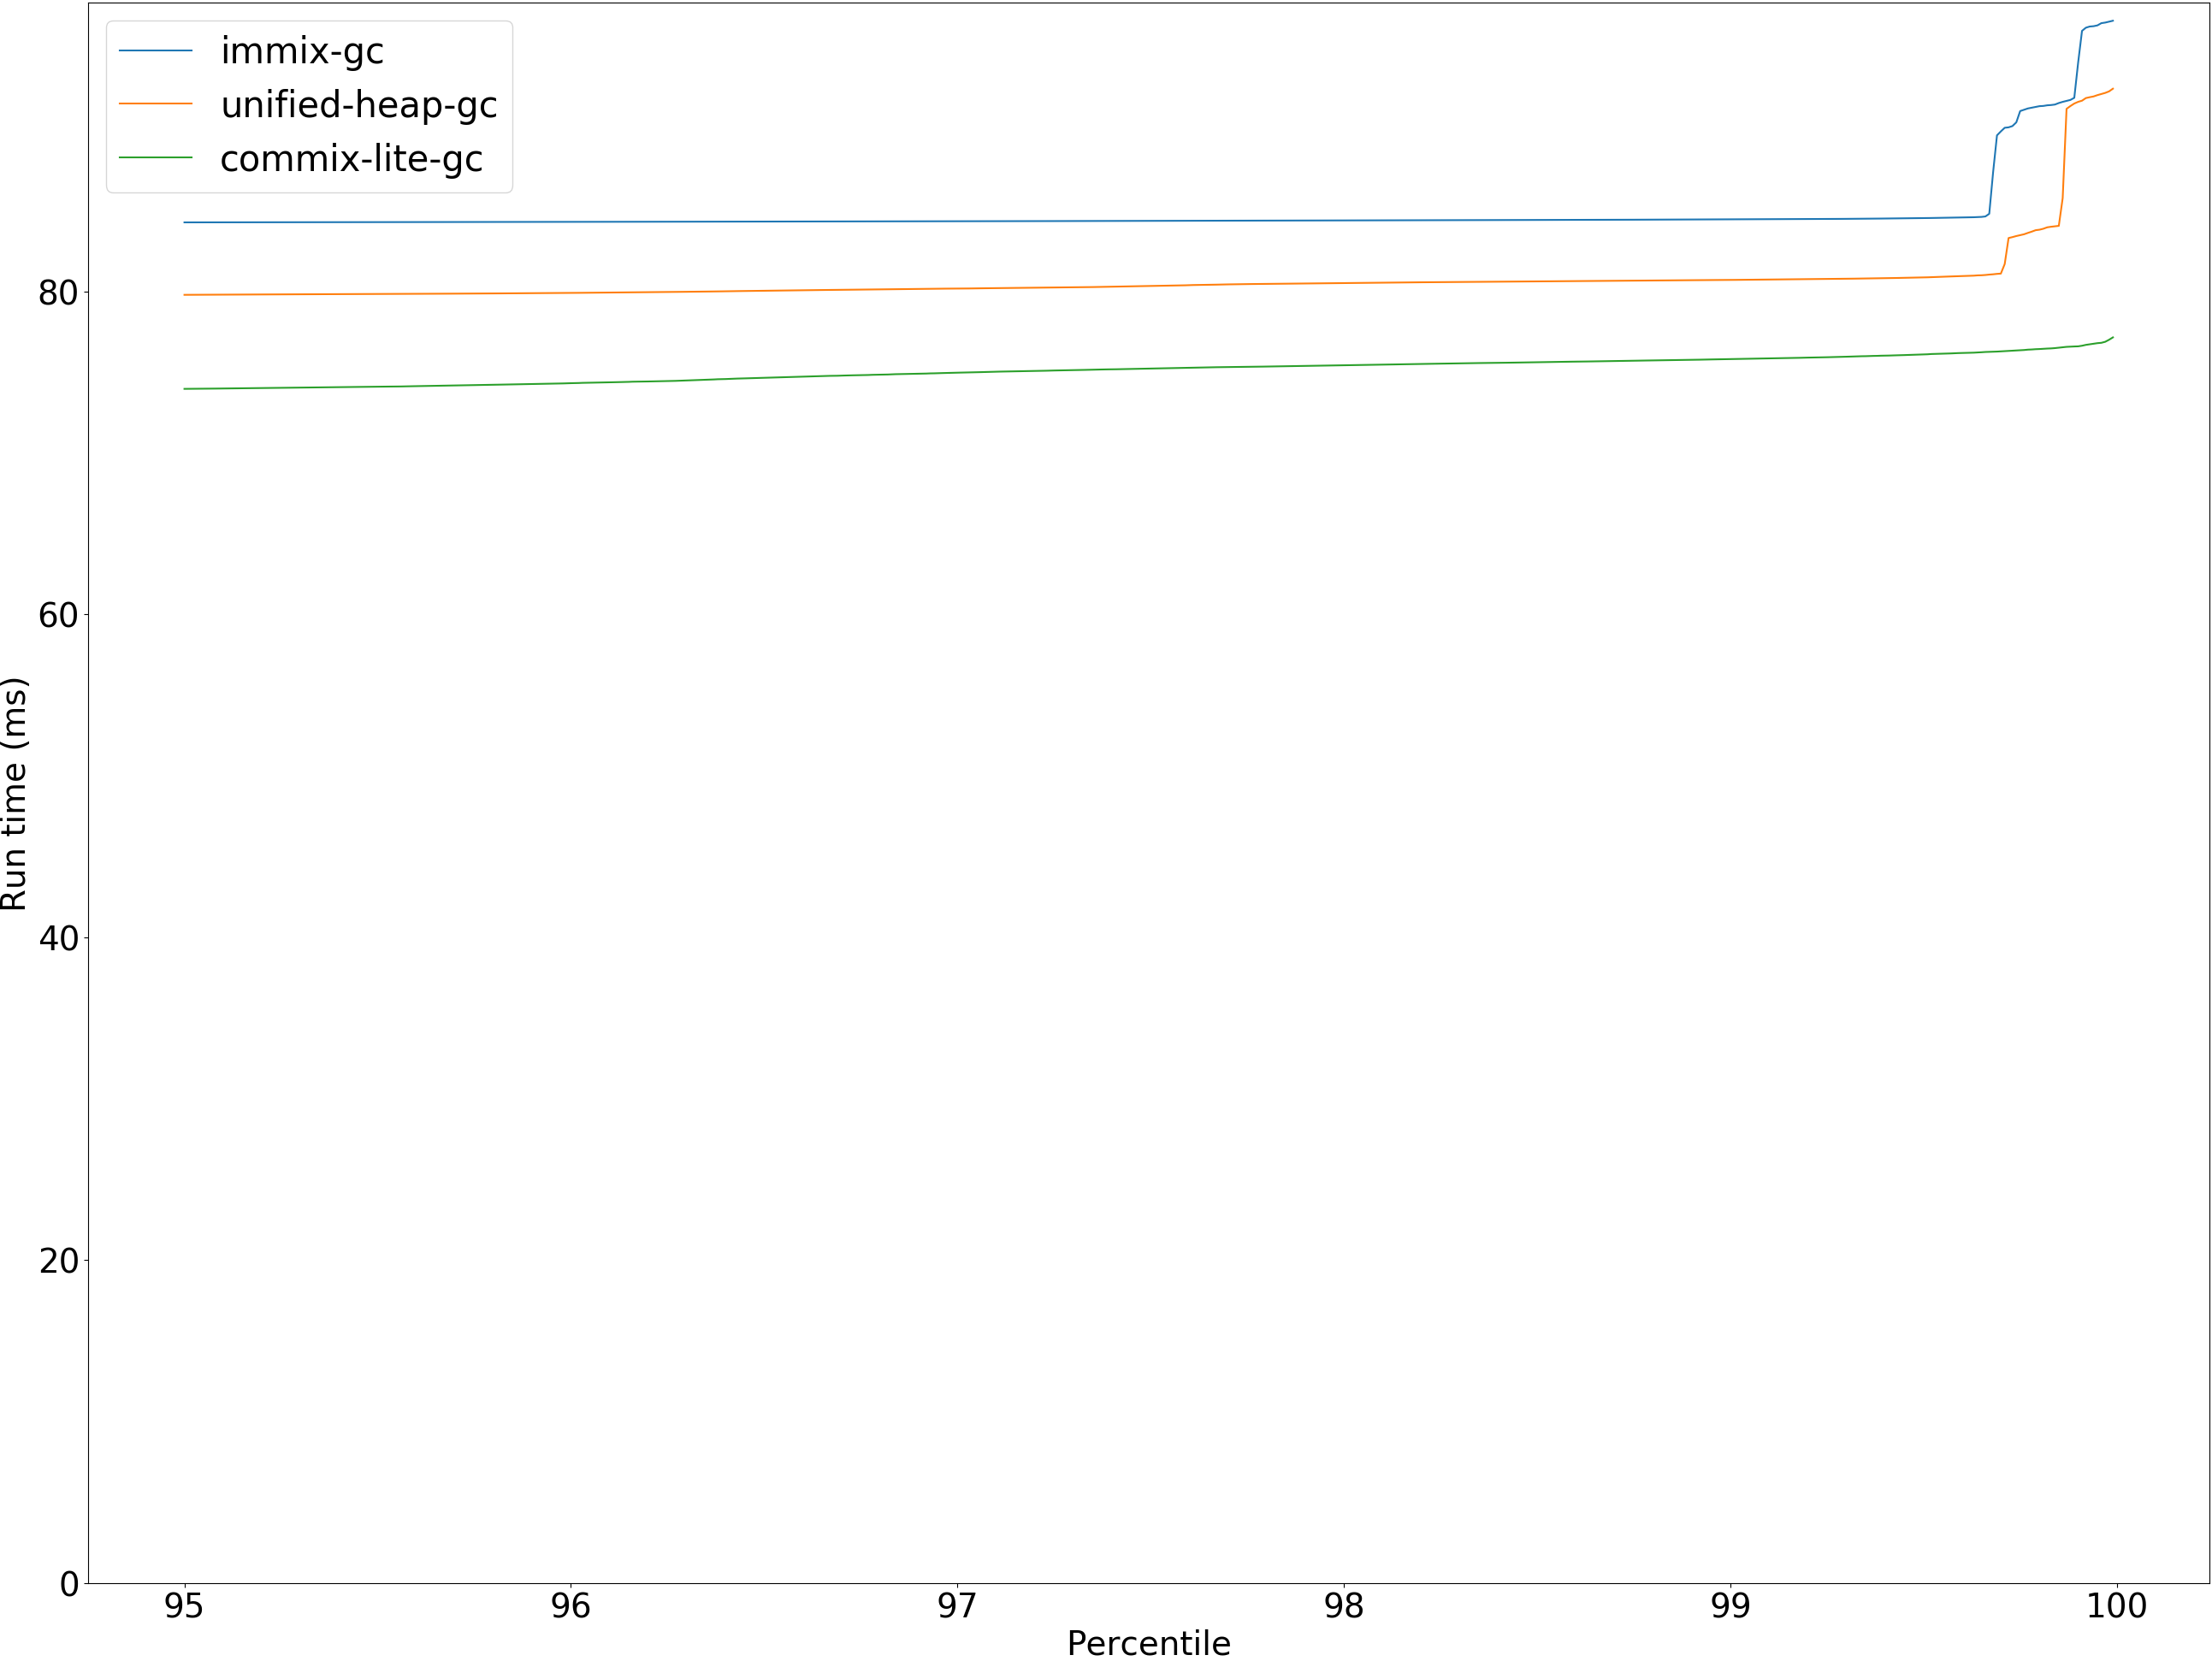 immix-gc
unified-heap-gc
commix-lite-gc
80
60
40
20
0
Run time (ms)
95 96 97 98 99 100
Percentile